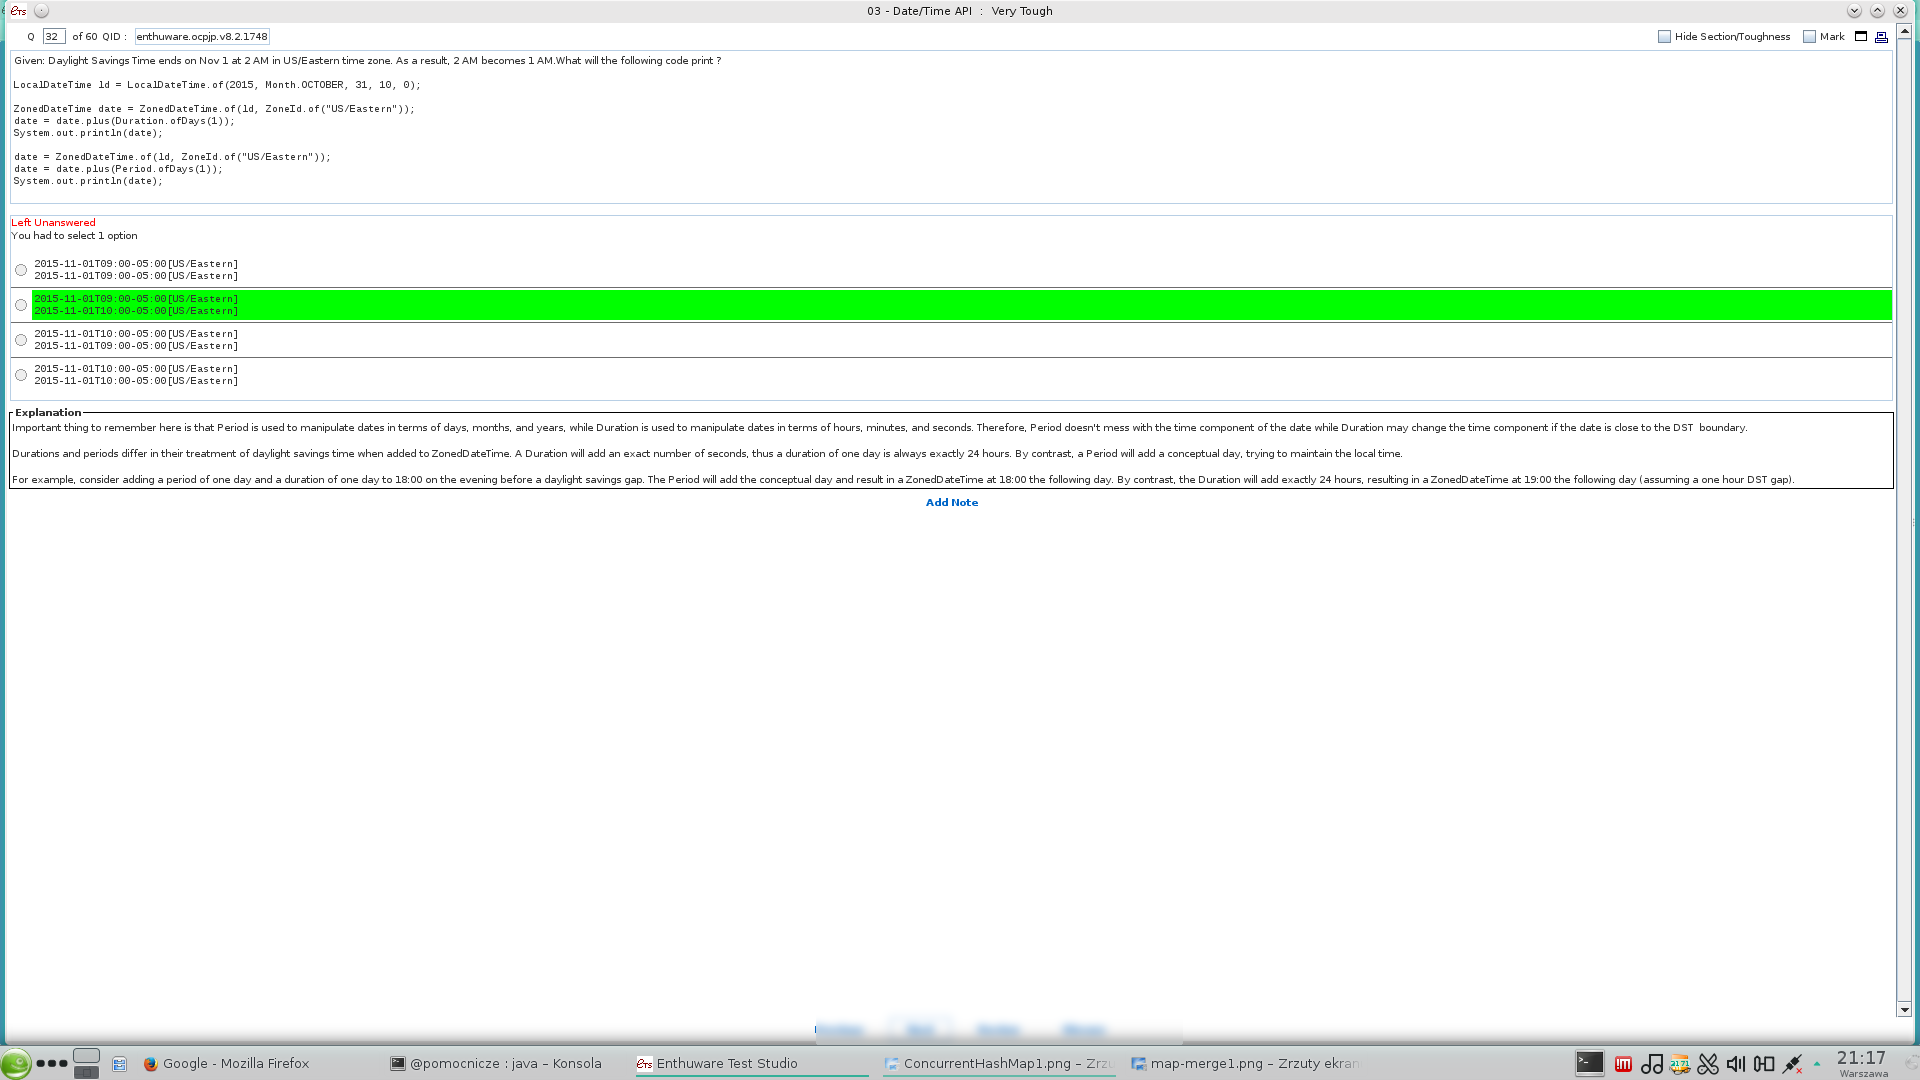 ETS
03 - Date/Time API : Very Tough
Q 32 of 60 QID : enthuware.ocpjp.v8.2.1748
Hide Section/Toughness Mark
Given: Daylight Savings Time ends on Nov 1 at 2 AM in US/Eastern time zone. As a result, 2 AM becomes 1 AM.What will the following code print ?
LocalDateTime ld = LocalDateTime.of(2015, Month.OCTOBER, 31, 10, 0);
ZonedDateTime date = ZonedDateTime.of(ld, ZoneId.of("US/Eastern"));
date = date.plus(Duration.ofDays(1));
System.out.println(date);
date = ZonedDateTime.of(ld, ZoneId.of("US/Eastern"));
date = date.plus(Period.ofDays(1));
System.out.println(date);
Left Unanswered
You had to select 1 option
2015-11-01T09:00-05:00[US/Eastern]
2015-11-01T09:00-05:00[US/Eastern]
2015-11-01T09:00-05:00[US/Eastern]
2015-11-01T10:00-05:00[US/Eastern]
2015-11-01T10:00-05:00[US/Eastern]
2015-11-01T09:00-05:00[US/Eastern]
2015-11-01T10:00-05:00[US/Eastern]
2015-11-01T10:00-05:00[US/Eastern]
Explanation
Important thing to remember here is that Period is used to manipulate dates in terms of days, months, and years, while Duration is used to manipulate dates in terms of hours, minutes, and seconds. Therefore, Period doesn't mess with the time component of the date while Duration may change the time component if the date is close to the DST boundary.
Durations and periods differ in their treatment of daylight savings time when added to ZonedDateTime. A Duration will add an exact number of seconds, thus a duration of one day is always exactly 24 hours. By contrast, a Period will add a conceptual day, trying to maintain the local time.
For example, consider adding a period of one day and a duration of one day to 18:00 on the evening before a daylight savings gap. The Period will add the conceptual day and result in a ZonedDateTime at 18:00 the following day. By contrast, the Duration will add exactly 24 hours, resulting in a ZonedDateTime at 19:00 the following day (assuming a one hour DST gap).
Add Note
Google - Mozilla Firefox
@pomocnicze : java – Konsola
ETS Enthuware Test Studio
ConcurrentHashMap1.png – Zrzu
map-merge1.png – Zrzuty ekran
21:17
Warszawa